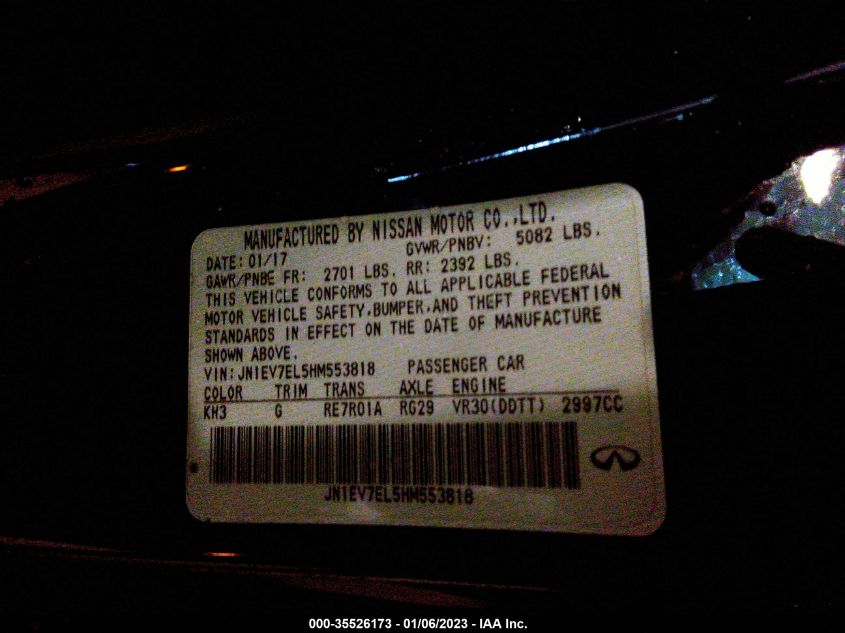 MANUFACTURED BY NISSAN MOTOR CO.,LTD.
DATE: 01/17 GVWR/PNBV: 5082 LBS.
GAWR/PNBE FR: 2701 LBS. RR: 2392 LBS.
THIS VEHICLE CONFORMS TO ALL APPLICABLE FEDERAL
MOTOR VEHICLE SAFETY,BUMPER,AND THEFT PREVENTION
STANDARDS IN EFFECT ON THE DATE OF MANUFACTURE
SHOWN ABOVE.
VIN: JN1EV7EL5HM553818 PASSENGER CAR
COLOR TRIM TRANS AXLE ENGINE
KH3 G RE7R01A RG29 VR30(DDTT) 2997CC
JN1EV7EL5HM553818
000-35526173 - 01/06/2023 - IAA Inc.